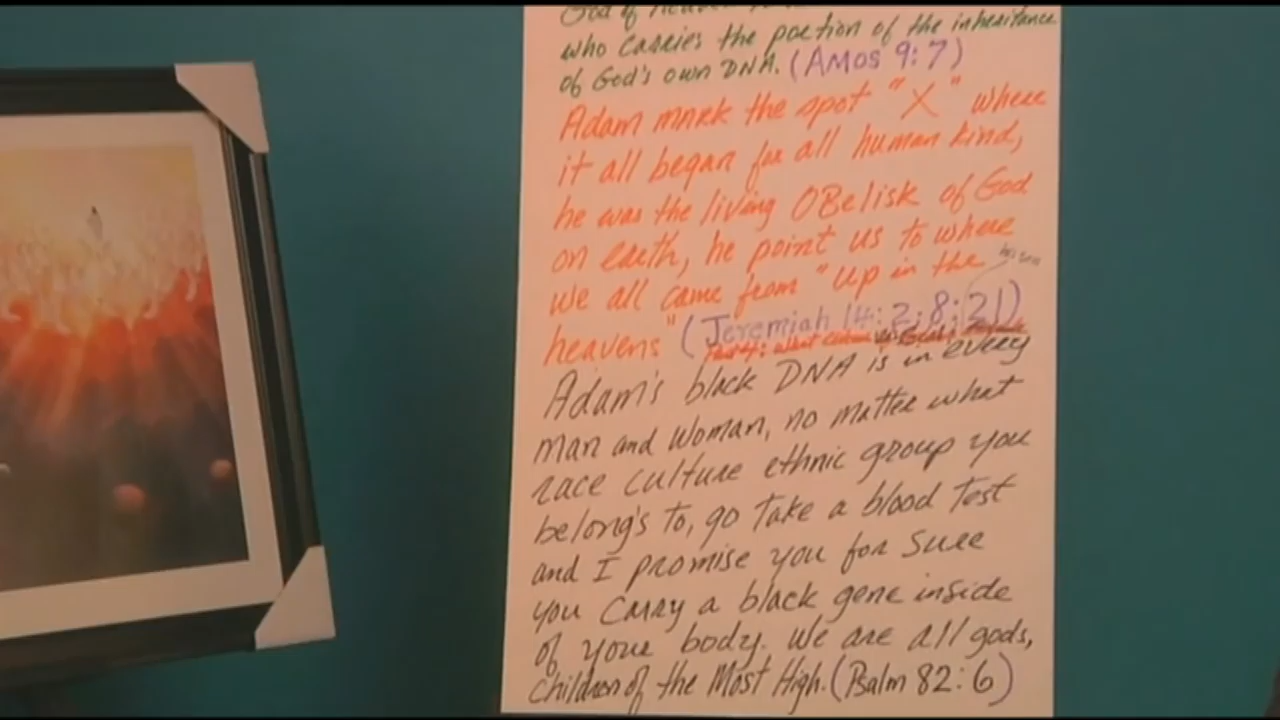 God of
who carries the portion of the inheritance
of God's own DNA. (Amos 9:7)
Adam mark the spot "X" where
it all began for all human kind,
he was the living OBelisk of God
on earth, he point us to where
we all came from "up in the
heavens" (Jeremiah 14:2;8;21)
Adam's black DNA is in every
man and woman, no matter what
race culture ethnic group you
belong's to, go take a blood test
and I promise you for sure
you carry a black gene inside
of your body. We are all gods,
children of the Most High. (Psalm 82:6)